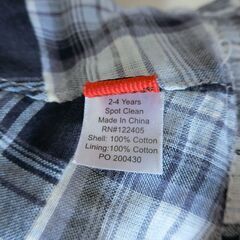 2-4 Years
Spot Clean
Made In China
RN#122405
Shell: 100% Cotton
Lining: 100% Cotton
PO 200430